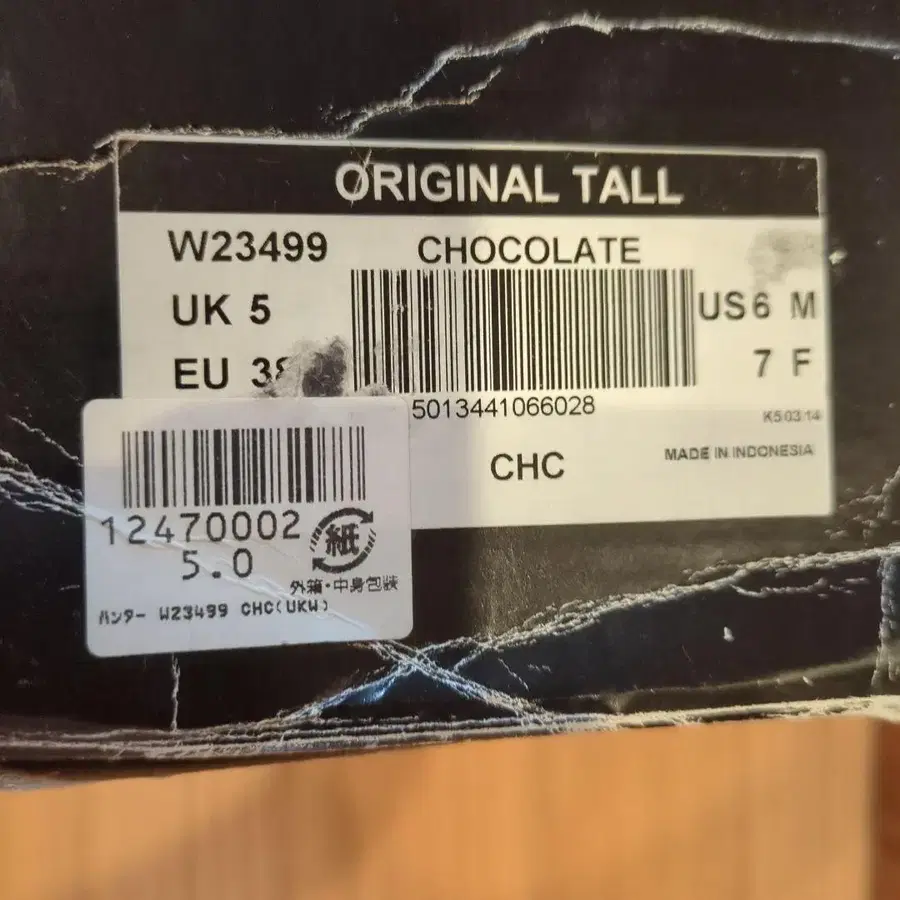 ORIGINAL TALL
W23499 CHOCOLATE
UK 5 US6 M
EU 38 7 F
5013441066028
K5.03.14
CHC MADE IN INDONESIA
12470002
5.0
紙
外箱・中身包装
ハンター W23499 CHC(UKW)